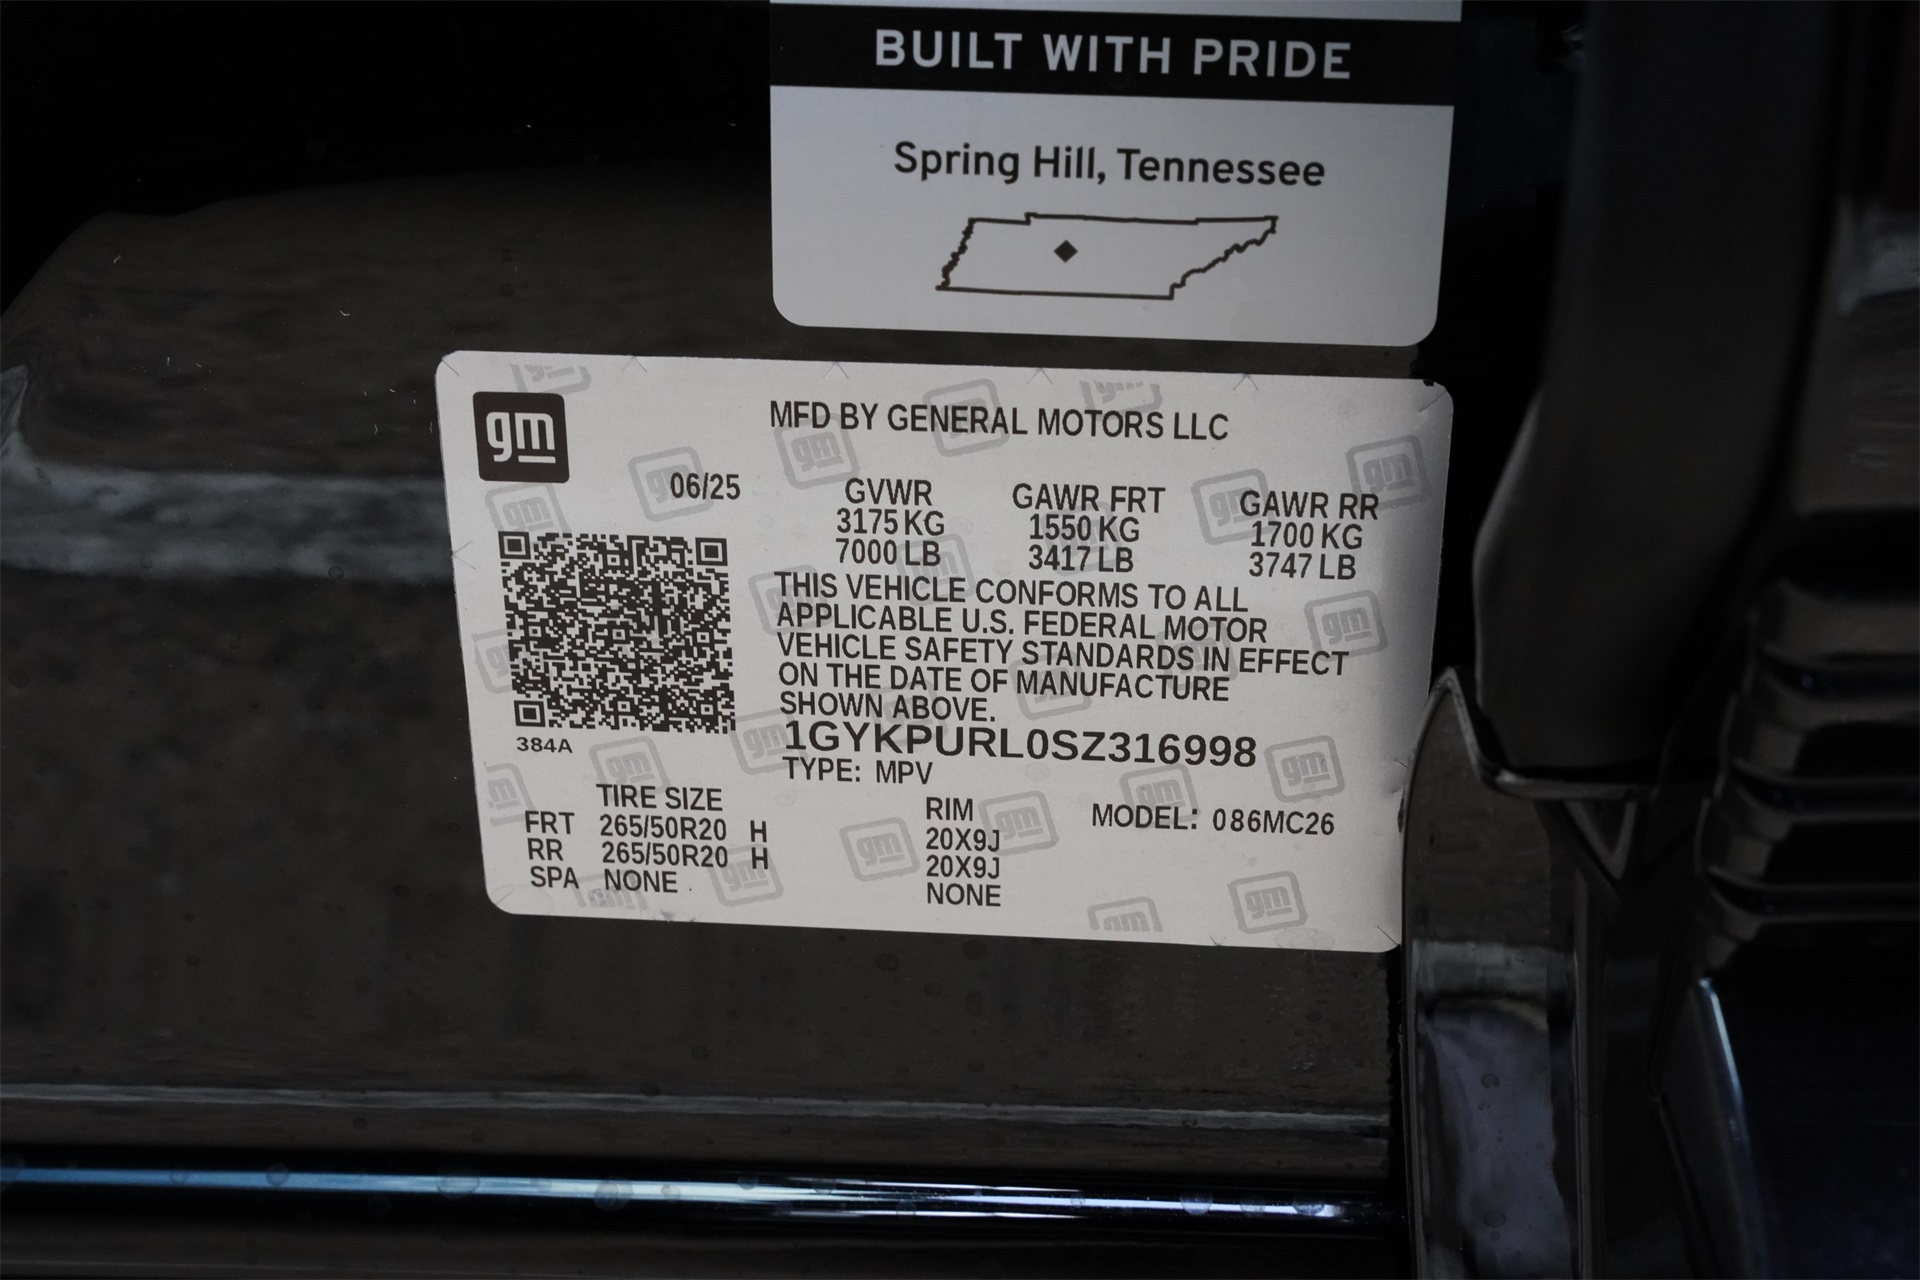 BUILT WITH PRIDE
Spring Hill, Tennessee
gm
MFD BY GENERAL MOTORS LLC
06/25
GVWR GAWR FRT GAWR RR
3175 KG 1550 KG 1700 KG
7000 LB 3417 LB 3747 LB
THIS VEHICLE CONFORMS TO ALL
APPLICABLE U.S. FEDERAL MOTOR
VEHICLE SAFETY STANDARDS IN EFFECT
ON THE DATE OF MANUFACTURE
SHOWN ABOVE.
1GYKPURL0SZ316998
384A
TYPE: MPV
TIRE SIZE RIM MODEL: 086MC26
FRT 265/50R20 H 20X9J
RR 265/50R20 H 20X9J
SPA NONE NONE